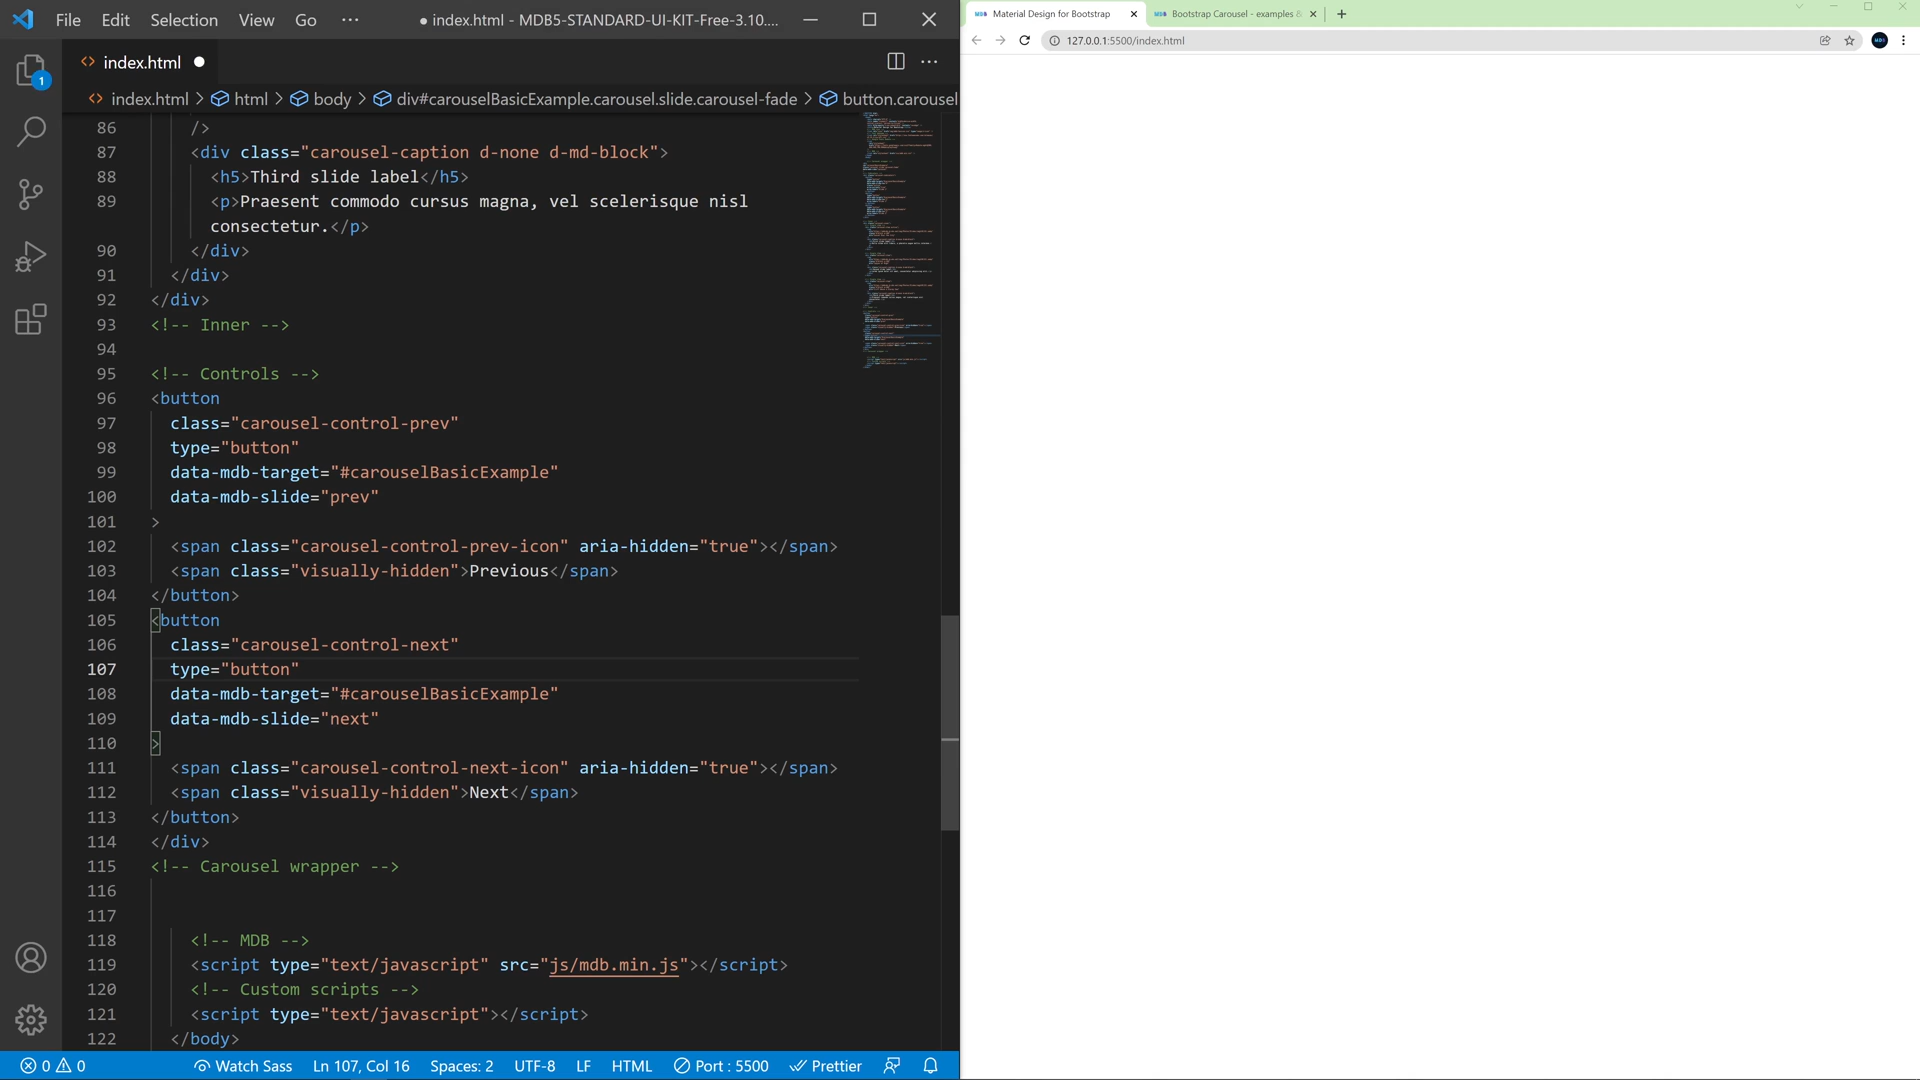 File Edit Selection View Go ··· ● index.html - MDB5-STANDARD-UI-KIT-Free-3.10....
index.html
index.html > html > body > div#carouselBasicExample.carousel.slide.carousel-fade > button.carousel
86 />
87 <div class="carousel-caption d-none d-md-block">
88 <h5>Third slide label</h5>
89 <p>Praesent commodo cursus magna, vel scelerisque nisl
consectetur.</p>
90 </div>
91 </div>
92 </div>
93 <!-- Inner -->
94
95 <!-- Controls -->
96 <button
97 class="carousel-control-prev"
98 type="button"
99 data-mdb-target="#carouselBasicExample"
100 data-mdb-slide="prev"
101 >
102 <span class="carousel-control-prev-icon" aria-hidden="true"></span>
103 <span class="visually-hidden">Previous</span>
104 </button>
105 <button
106 class="carousel-control-next"
107 type="button"
108 data-mdb-target="#carouselBasicExample"
109 data-mdb-slide="next"
110 >
111 <span class="carousel-control-next-icon" aria-hidden="true"></span>
112 <span class="visually-hidden">Next</span>
113 </button>
114 </div>
115 <!-- Carousel wrapper -->
116
117
118 <!-- MDB -->
119 <script type="text/javascript" src="js/mdb.min.js"></script>
120 <!-- Custom scripts -->
121 <script type="text/javascript"></script>
122 </body>
1
0 0 Watch Sass Ln 107, Col 16 Spaces: 2 UTF-8 LF HTML Port : 5500 Prettier
Material Design for Bootstrap
Bootstrap Carousel - examples &
127.0.0.1:5500/index.html